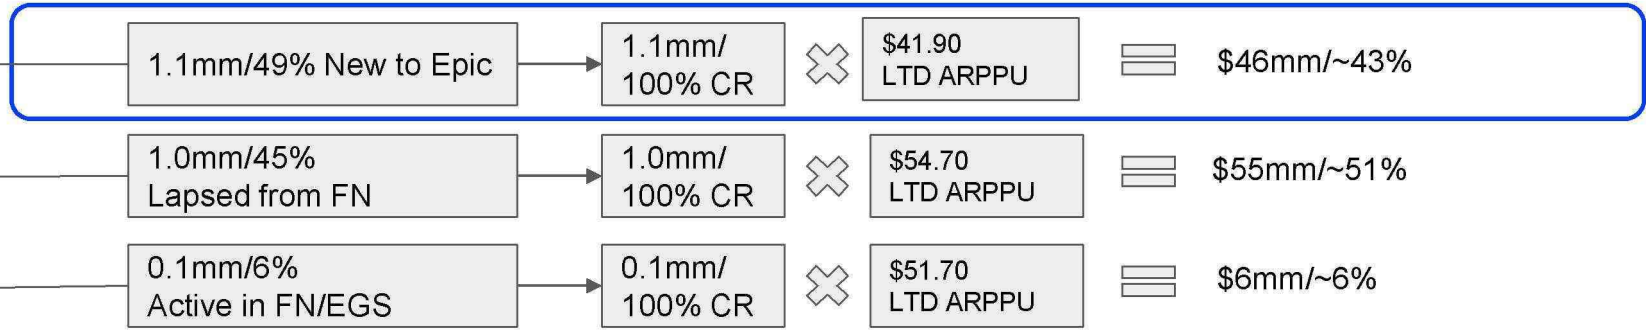 1.1mm/49% New to Epic
1.1mm/
100% CR
$41.90
LTD ARPPU
$46mm/~43%
1.0mm/45%
Lapsed from FN
1.0mm/
100% CR
$54.70
LTD ARPPU
$55mm/~51%
0.1mm/6%
Active in FN/EGS
0.1mm/
100% CR
$51.70
LTD ARPPU
$6mm/~6%